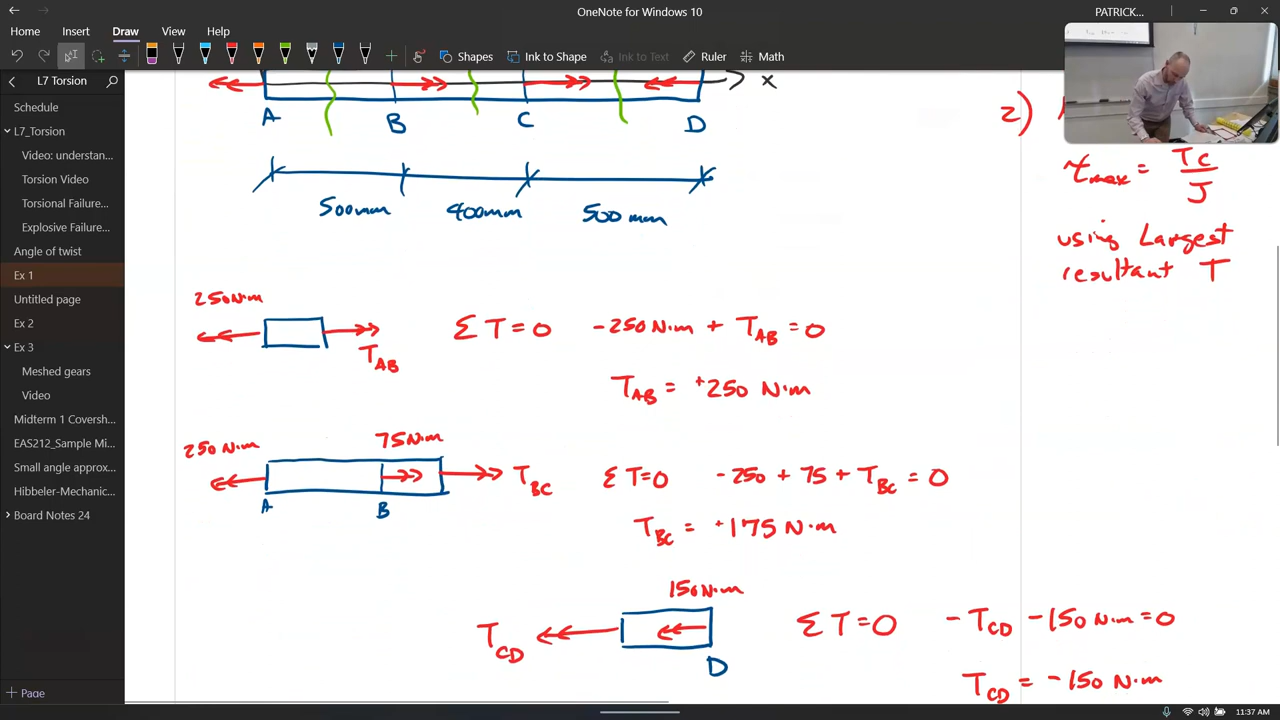 OneNote for Windows 10
PATRICK...
Home
Insert
Draw
View
Help
Shapes
Ink to Shape
Ink to Text
Ruler
Math
L7 Torsion
Schedule
L7_Torsion
Video: understan...
Torsion Video
Torsional Failure...
Explosive Failure...
Angle of twist
Ex 1
Untitled page
Ex 2
Ex 3
Meshed gears
Video
Midterm 1 Coversh...
EAS212_Sample Mi...
Small angle approx...
Hibbeler-Mechanic...
Board Notes 24
Page
x
A B C D
500mm 400mm 500mm
2)
τmax = Tc/J
using Largest
resultant T
250N·m
TAB
ΣT=0 -250N·m + TAB = 0
TAB = +250 N·m
250 N·m 75N·m
A B
TBC
ΣT=0 -250 + 75 + TBC = 0
TBC = +175 N·m
150N·m
TCD
D
ΣT=0 -TCD -150N·m=0
TCD = -150 N·m
11:37 AM